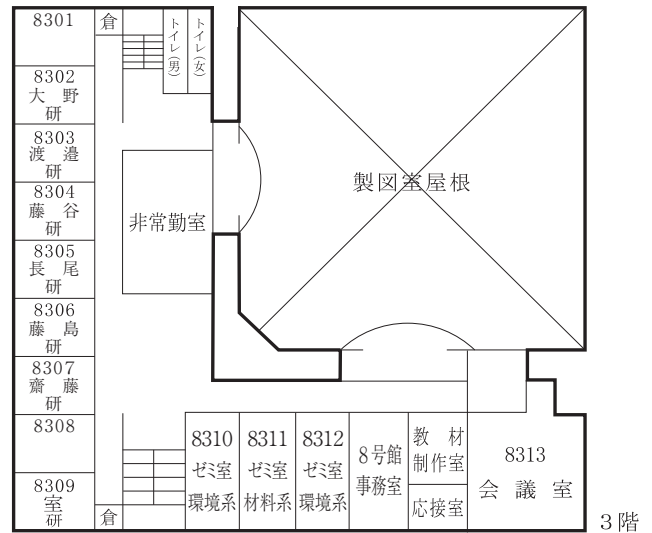 8301
倉
トイレ(男)
トイレ(女)
8302
大野
研
8303
渡邉
研
8304
藤谷
研
8305
長尾
研
8306
藤島
研
8307
齋藤
研
8308
8309
室
研
倉
非常勤室
製図室屋根
8310
ゼミ室
環境系
8311
ゼミ室
材料系
8312
ゼミ室
環境系
8号館
事務室
教材
制作室
応接室
8313
会議室
3階